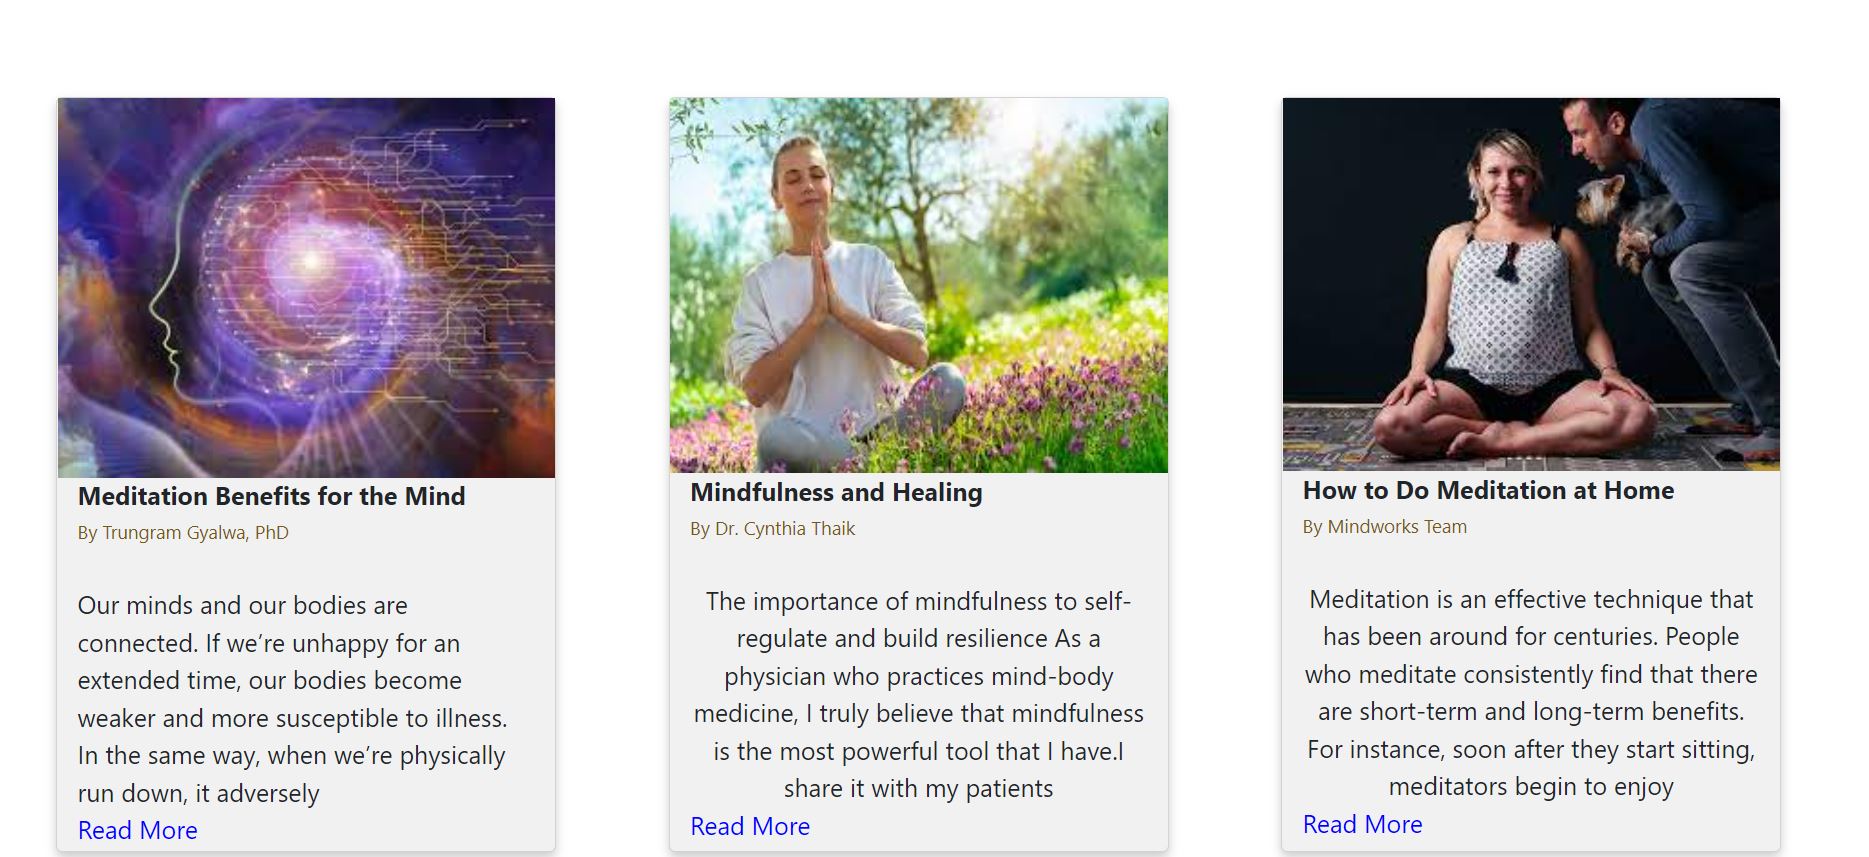 Meditation Benefits for the Mind
By Trungram Gyalwa, PhD
Our minds and our bodies are
connected. If we’re unhappy for an
extended time, our bodies become
weaker and more susceptible to illness.
In the same way, when we’re physically
run down, it adversely
Read More
Mindfulness and Healing
By Dr. Cynthia Thaik
The importance of mindfulness to self-
regulate and build resilience As a
physician who practices mind-body
medicine, I truly believe that mindfulness
is the most powerful tool that I have.I
share it with my patients
Read More
How to Do Meditation at Home
By Mindworks Team
Meditation is an effective technique that
has been around for centuries. People
who meditate consistently find that there
are short-term and long-term benefits.
For instance, soon after they start sitting,
meditators begin to enjoy
Read More